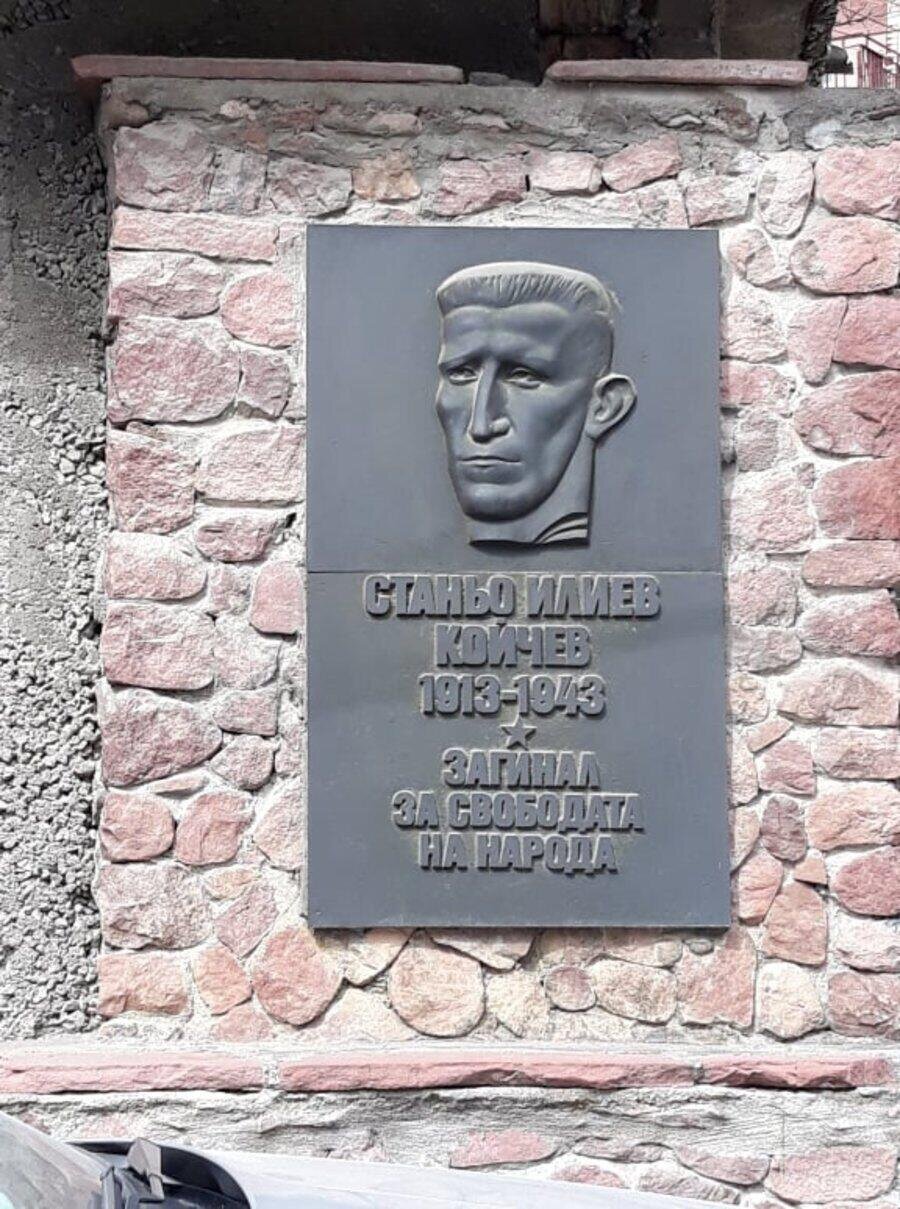 СТАНЬО ИЛИЕВ
КОЙЧЕВ
1913-1943
ЗАГИНАЛ
ЗА СВОБОДАТА
НА НАРОДА